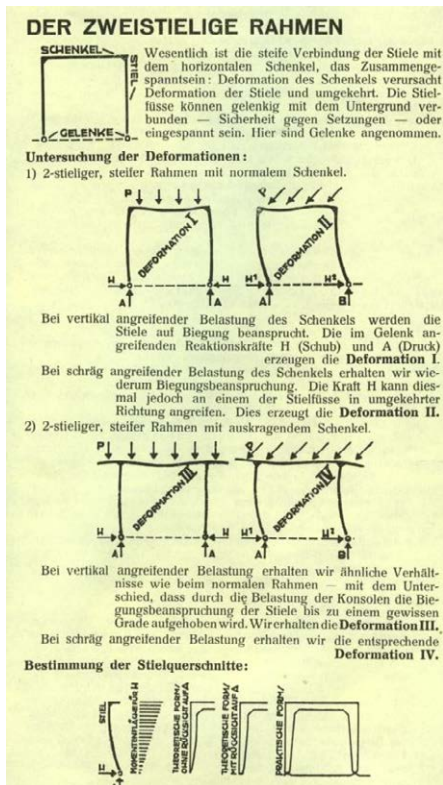 DER ZWEISTIELIGE RAHMEN
SCHENKEL
STIEL
GELENKE
Wesentlich ist die steife Verbindung der Stiele mit
dem horizontalen Schenkel, das Zusammenge-
spanntsein: Deformation des Schenkels verursacht
Deformation der Stiele und umgekehrt. Die Stiel-
füsse können gelenkig mit dem Untergrund ver-
bunden — Sicherheit gegen Setzungen — oder
eingespannt sein. Hier sind Gelenke angenommen.
Untersuchung der Deformationen:
1) 2-stieliger, steifer Rahmen mit normalem Schenkel.
P
DEFORMATION I
H
H
A
A
P
DEFORMATION II
H¹
H²
A
B
Bei vertikal angreifender Belastung des Schenkels werden die
Stiele auf Biegung beansprucht. Die im Gelenk an-
greifenden Reaktionskräfte H (Schub) und A (Druck)
erzeugen die Deformation I.
Bei schräg angreifender Belastung des Schenkels erhalten wir wie-
derum Biegungsbeanspruchung. Die Kraft H kann dies-
mal jedoch an einem der Stielfüsse in umgekehrter
Richtung angreifen. Dies erzeugt die Deformation II.
2) 2-stieliger, steifer Rahmen mit auskragendem Schenkel.
P
DEFORMATION III
H
H
A
A
P
DEFORMATION IV
H¹
H²
A
B
Bei vertikal angreifender Belastung erhalten wir ähnliche Verhält-
nisse wie beim normalen Rahmen — mit dem Unter-
schied, dass durch die Belastung der Konsolen die Bie-
gungsbeanspruchung der Stiele bis zu einem gewissen
Grade aufgehoben wird. Wir erhalten die Deformation III.
Bei schräg angreifender Belastung erhalten wir die entsprechende
Deformation IV.
Bestimmung der Stielquerschnitte:
STIEL
H
MOMENTENFLÄCHE FÜR H
THEORETISCHE FORM/
OHNE RÜCKSICHT AUF A
THEORETISCHE FORM/
MIT RÜCKSICHT AUF A
PRAKTISCHE FORM/